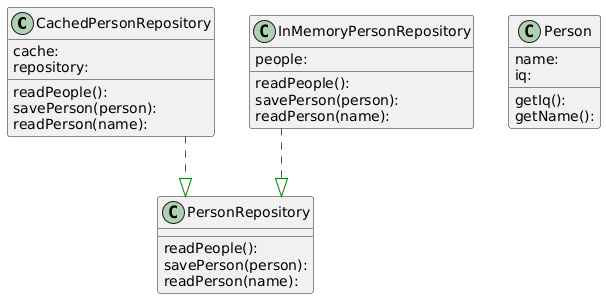 C CachedPersonRepository
cache:
repository:
readPeople():
savePerson(person):
readPerson(name):
C InMemoryPersonRepository
people:
readPeople():
savePerson(person):
readPerson(name):
C Person
name:
iq:
getIq():
getName():
C PersonRepository
readPeople():
savePerson(person):
readPerson(name):